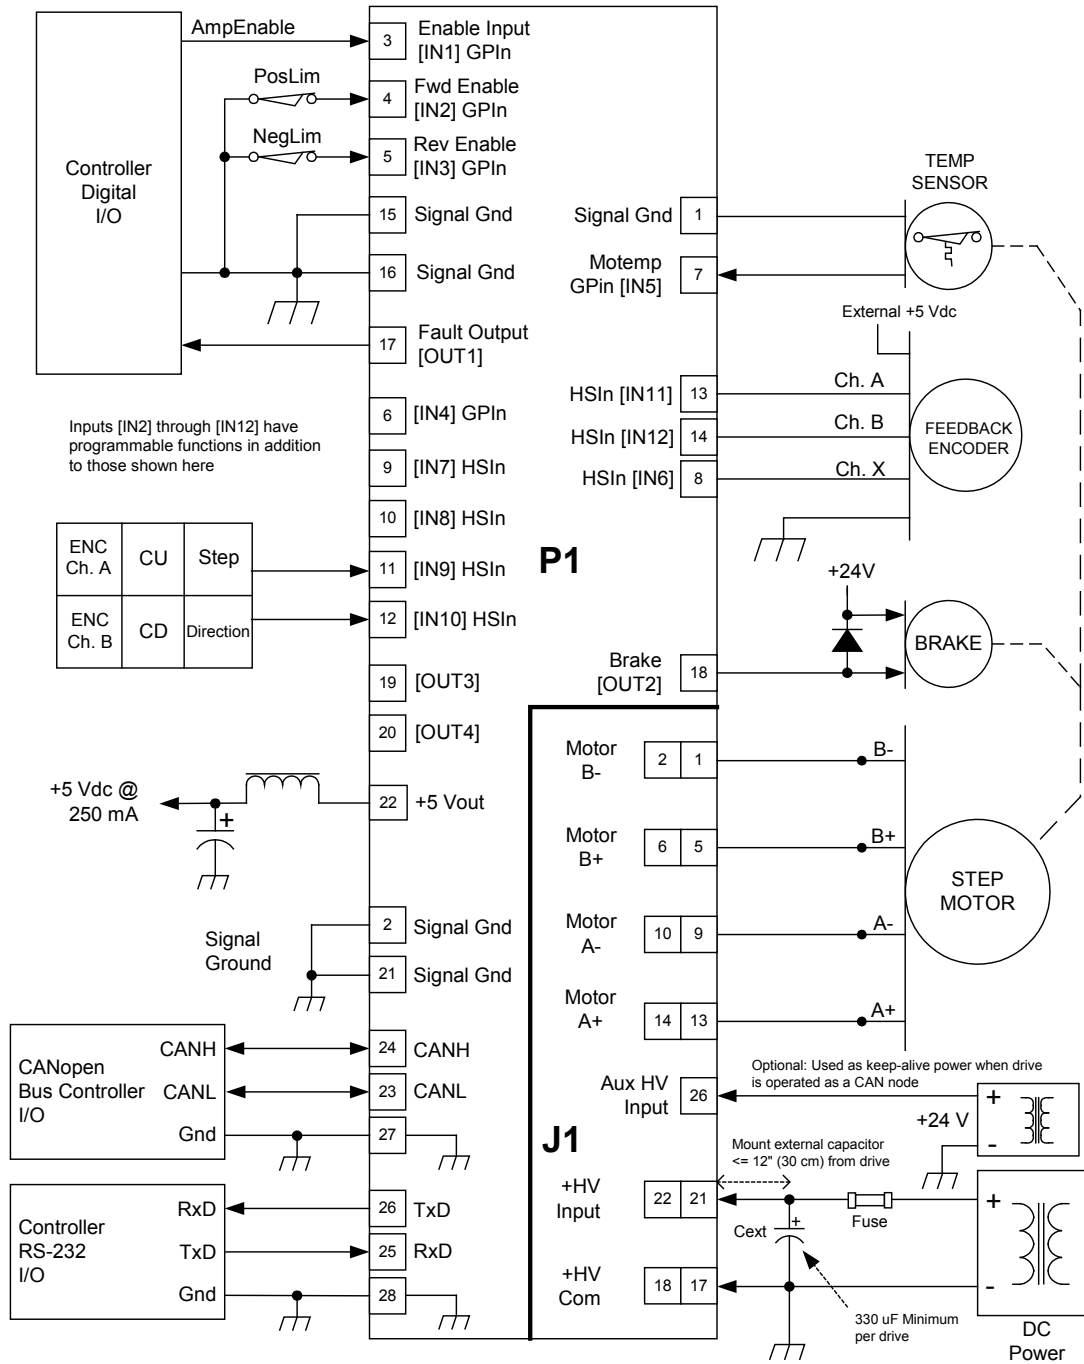 AmpEnable
3
Enable Input
[IN1] GPIn
PosLim
4
Fwd Enable
[IN2] GPIn
NegLim
5
Rev Enable
[IN3] GPIn
Controller
Digital
I/O
15
Signal Gnd
16
Signal Gnd
17
Fault Output
[OUT1]
6
[IN4] GPIn
Inputs [IN2] through [IN12] have
programmable functions in addition
to those shown here
9
[IN7] HSIn
10
[IN8] HSIn
ENC
Ch. A
CU
Step
11
[IN9] HSIn
ENC
Ch. B
CD
Direction
12
[IN10] HSIn
19
[OUT3]
20
[OUT4]
+5 Vdc @
250 mA
+
22
+5 Vout
Signal
Ground
2
Signal Gnd
21
Signal Gnd
CANopen
Bus Controller
I/O
CANH
24
CANH
CANL
23
CANL
Gnd
27
Controller
RS-232
I/O
RxD
26
TxD
TxD
25
RxD
Gnd
28
P1
TEMP
SENSOR
Signal Gnd
1
Motemp
GPin [IN5]
7
External +5 Vdc
HSIn [IN11]
13
Ch. A
HSIn [IN12]
14
Ch. B
HSIn [IN6]
8
Ch. X
FEEDBACK
ENCODER
+24V
BRAKE
Brake
[OUT2]
18
Motor
B-
2
1
B-
Motor
B+
6
5
B+
STEP
MOTOR
Motor
A-
10
9
A-
Motor
A+
14
13
A+
Optional: Used as keep-alive power when drive
is operated as a CAN node
Aux HV
Input
26
+24 V
+
-
J1
Mount external capacitor
<= 12" (30 cm) from drive
+HV
Input
22
21
Fuse
+
Cext
+
+HV
Com
18
17
-
330 uF Minimum
per drive
DC
Power